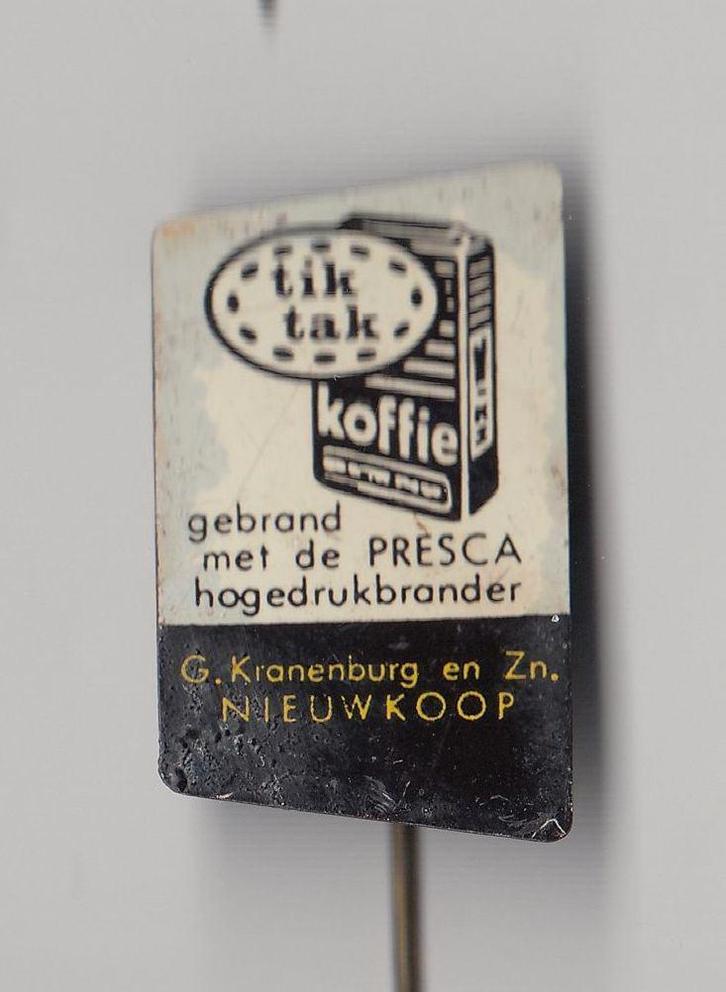 tik
tak
koffie
gebrand
met de PRESCA
hogedrukbrander
G. Kranenburg en Zn.
NIEUWKOOP